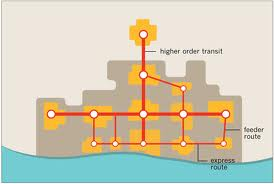 higher order transit
feeder
route
express
route